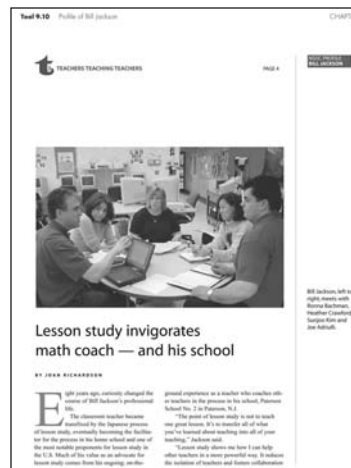 Tool 9.10 Profile of Bill Jackson
CHAPT
t
TEACHERS TEACHING TEACHERS
PAGE 4
NSDC PROFILE
BILL JACKSON
Bill Jackson, left to
right, meets with
Ronna Bachman,
Heather Crawford,
Sunjoo Kim and
Joe Astoulli.
Lesson study invigorates
math coach — and his school
BY JOAN RICHARDSON
Eight years ago, curiosity changed the
course of Bill Jackson's professional
life.
The classroom teacher became
transfixed by the Japanese process
of lesson study, eventually becoming the facilita-
tor for the process in his home school and one of
the most notable proponents for lesson study in
the U.S. Much of his value as an advocate for
lesson study comes from his ongoing, on-the-
ground experience as a teacher who coaches oth-
er teachers in the process in his school, Paterson
School No. 2 in Paterson, N.J.
"The point of lesson study is not to teach
one great lesson. It's to transfer all of what
you've learned about teaching into all of your
teaching," Jackson said.
"Lesson study shows me how I can help
other teachers in a more powerful way. It reduces
the isolation of teachers and fosters collaboration